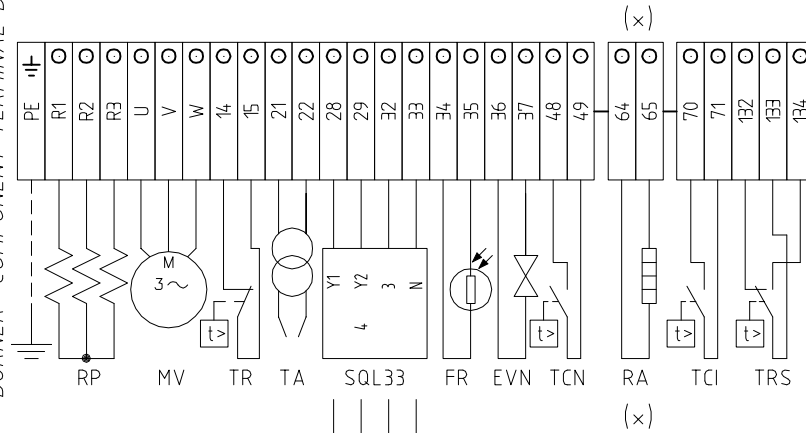 (x)
PE R1 R2 R3 U V W 14 15 21 22 28 29 32 33 34 35 36 37 48 49 64 65 70 71 132 133 134
M
3~
Y1 Y2 3 N
4
t> t> t> t>
RP MV TR TA SQL33 FR EVN TCN RA TCI TRS
(x)